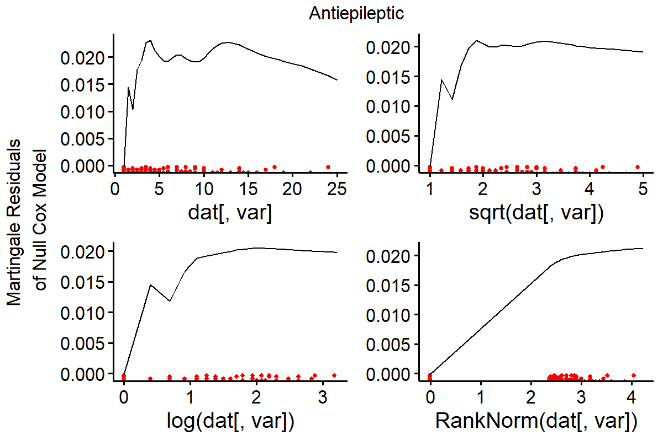 Antiepileptic
Martingale Residuals
of Null Cox Model
0.020
0.015
0.010
0.005
0.000
0 5 10 15 20 25
dat[, var]
0.020
0.015
0.010
0.005
0.000
1 2 3 4 5
sqrt(dat[, var])
0.020
0.015
0.010
0.005
0.000
0 1 2 3
log(dat[, var])
0.020
0.015
0.010
0.005
0.000
0 1 2 3 4
RankNorm(dat[, var])